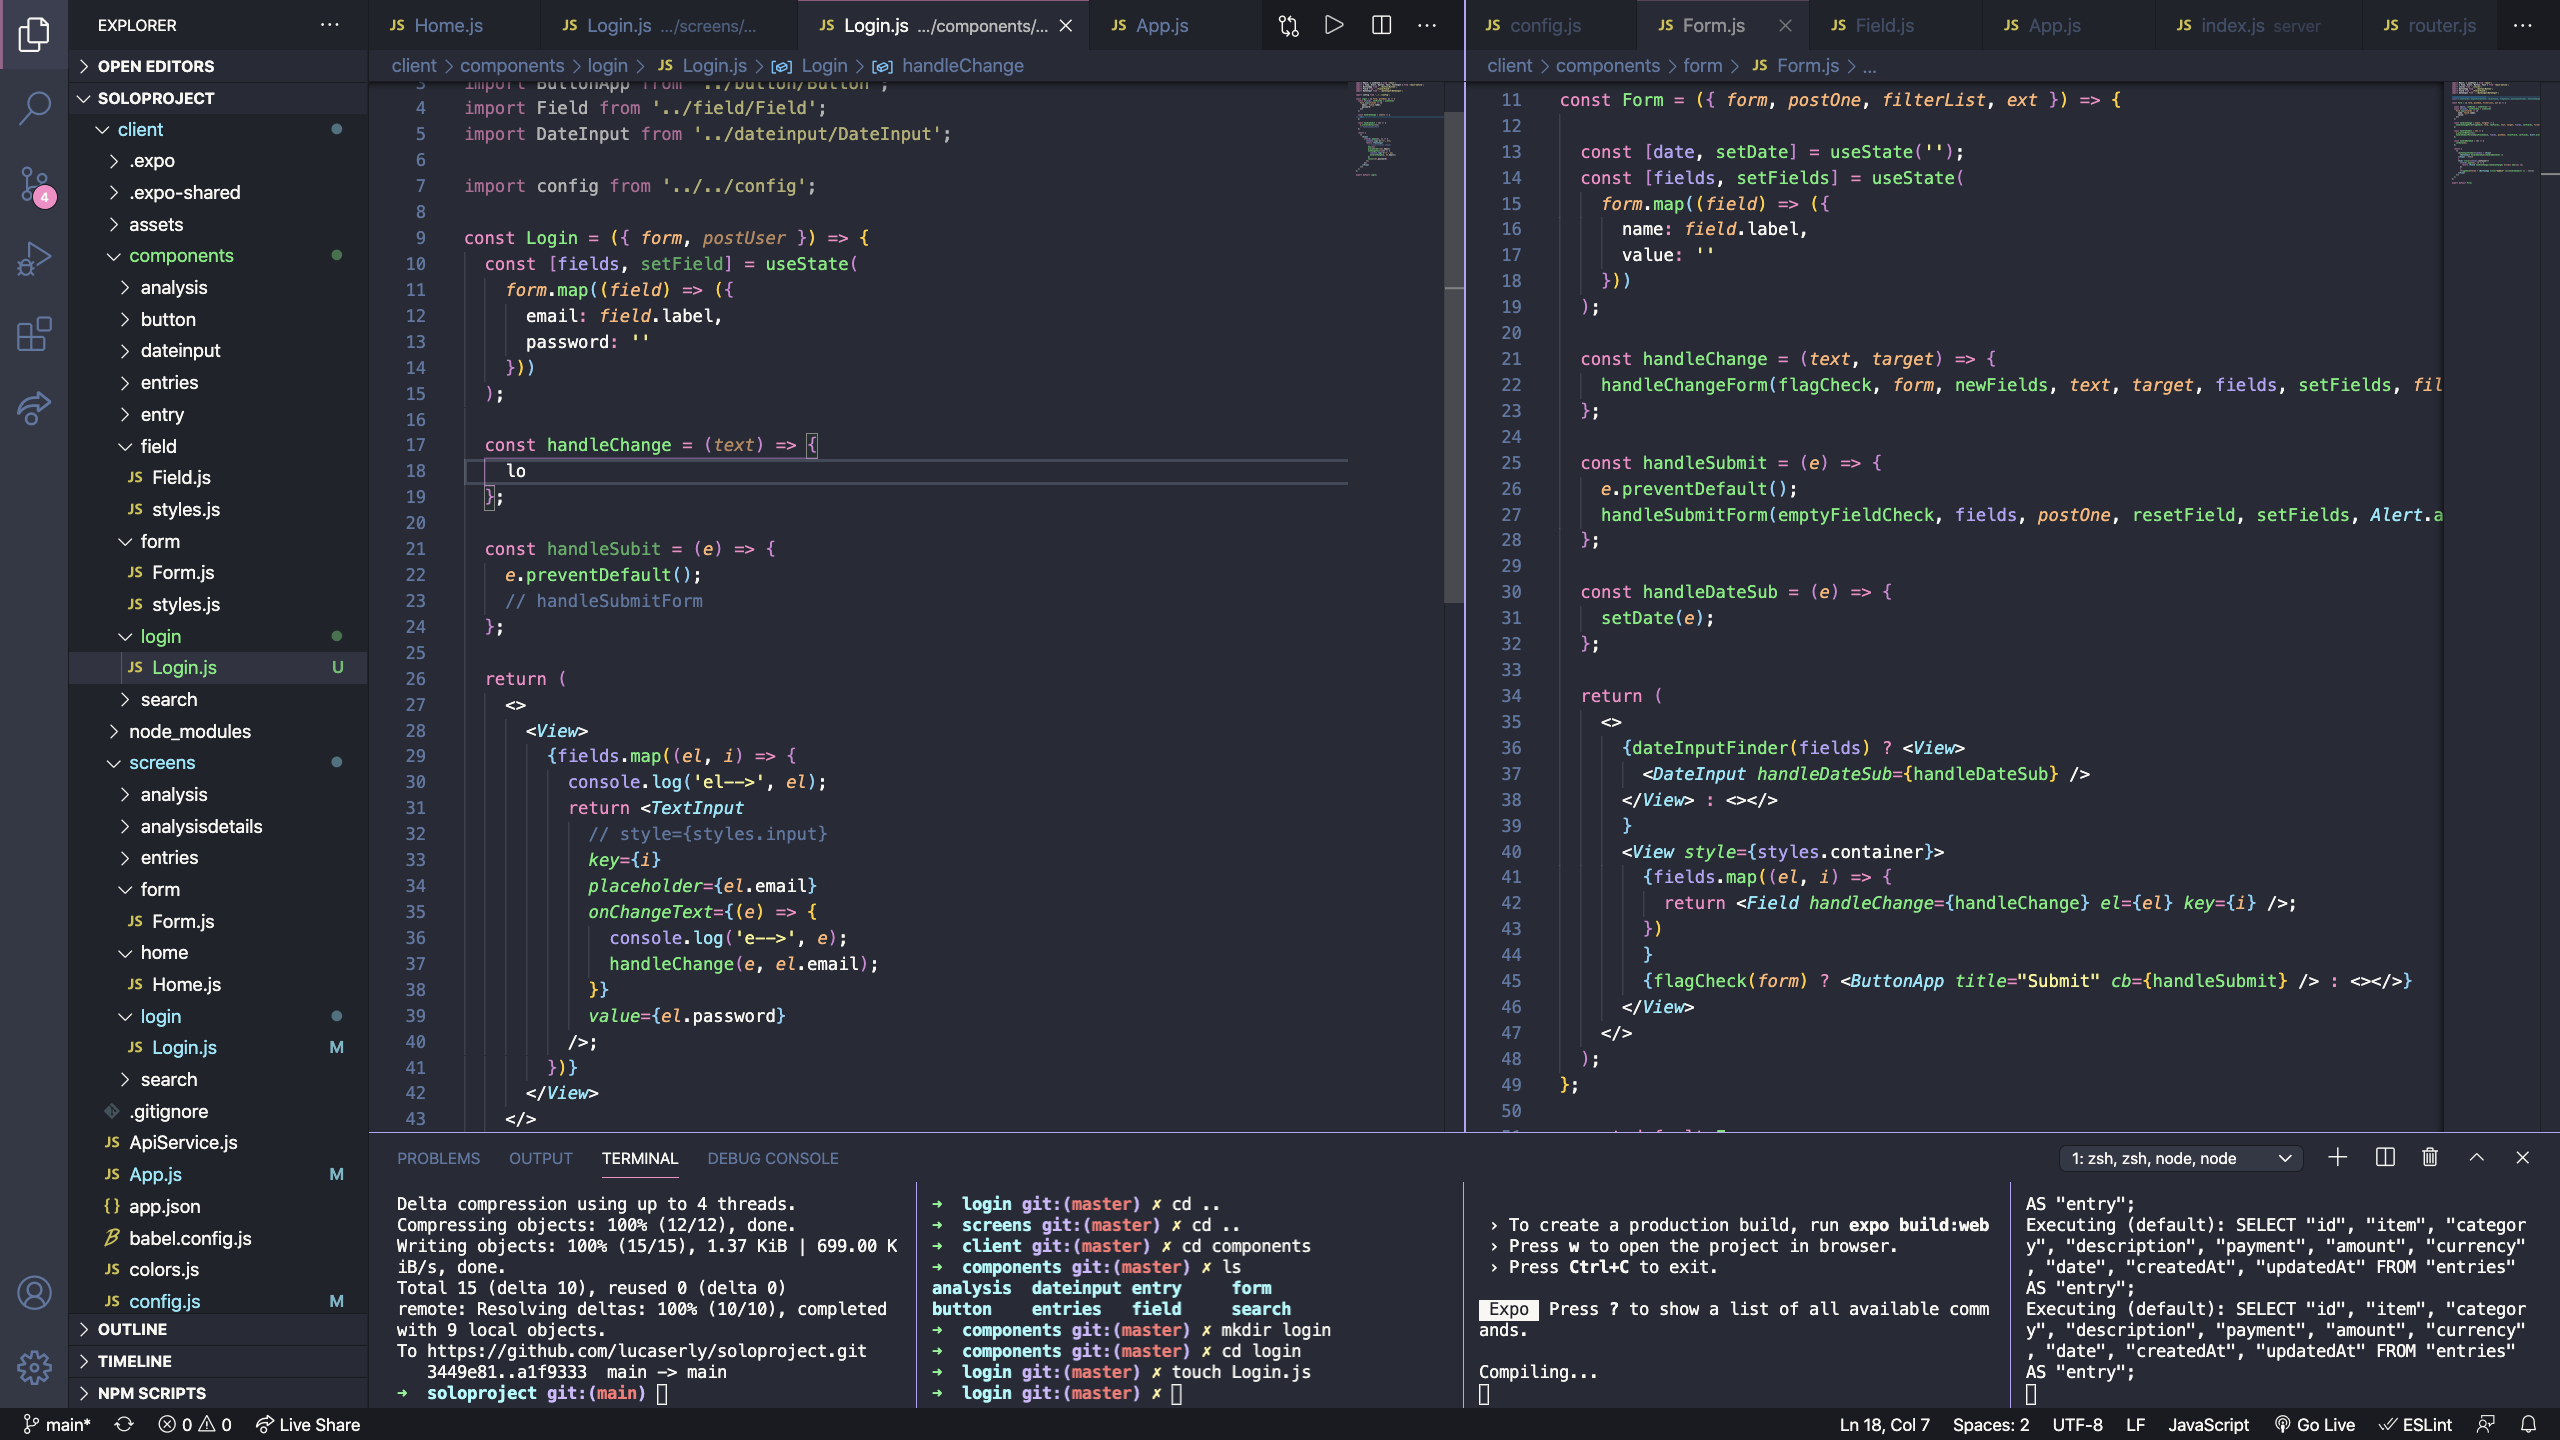 EXPLORER
OPEN EDITORS
SOLOPROJECT
client
.expo
.expo-shared
assets
components
analysis
button
dateinput
entries
entry
field
JS Field.js
JS styles.js
form
JS Form.js
JS styles.js
login
JS Login.js U
search
node_modules
screens
analysis
analysisdetails
entries
form
JS Form.js
home
JS Home.js
login
JS Login.js M
search
.gitignore
JS ApiService.js
JS App.js M
{} app.json
babel.config.js
JS colors.js
JS config.js M
OUTLINE
TIMELINE
NPM SCRIPTS
4
JS Home.js
JS Login.js .../screens/...
JS Login.js .../components/...
JS App.js
client > components > login > JS Login.js > Login > handleChange
3 import ButtonApp from '../button/Button';
4 import Field from '../field/Field';
5 import DateInput from '../dateinput/DateInput';
6
7 import config from '../../config';
8
9 const Login = ({ form, postUser }) => {
10 const [fields, setField] = useState(
11 form.map((field) => ({
12 email: field.label,
13 password: ''
14 }))
15 );
16
17 const handleChange = (text) => {
18 lo
19 };
20
21 const handleSubit = (e) => {
22 e.preventDefault();
23 // handleSubmitForm
24 };
25
26 return (
27 <>
28 <View>
29 {fields.map((el, i) => {
30 console.log('el-->', el);
31 return <TextInput
32 // style={styles.input}
33 key={i}
34 placeholder={el.email}
35 onChangeText={(e) => {
36 console.log('e-->', e);
37 handleChange(e, el.email);
38 }}
39 value={el.password}
40 />;
41 })}
42 </View>
43 </>
JS config.js
JS Form.js
JS Field.js
JS App.js
JS index.js server
JS router.js
client > components > form > JS Form.js > ...
11 const Form = ({ form, postOne, filterList, ext }) => {
12
13 const [date, setDate] = useState('');
14 const [fields, setFields] = useState(
15 form.map((field) => ({
16 name: field.label,
17 value: ''
18 }))
19 );
20
21 const handleChange = (text, target) => {
22 handleChangeForm(flagCheck, form, newFields, text, target, fields, setFields, fil
23 };
24
25 const handleSubmit = (e) => {
26 e.preventDefault();
27 handleSubmitForm(emptyFieldCheck, fields, postOne, resetField, setFields, Alert.a
28 };
29
30 const handleDateSub = (e) => {
31 setDate(e);
32 };
33
34 return (
35 <>
36 {dateInputFinder(fields) ? <View>
37 <DateInput handleDateSub={handleDateSub} />
38 </View> : <></>
39 }
40 <View style={styles.container}>
41 {fields.map((el, i) => {
42 return <Field handleChange={handleChange} el={el} key={i} />;
43 })
44 }
45 {flagCheck(form) ? <ButtonApp title="Submit" cb={handleSubmit} /> : <></>}
46 </View>
47 </>
48 );
49 };
50
PROBLEMS OUTPUT TERMINAL DEBUG CONSOLE
1: zsh, zsh, node, node
Delta compression using up to 4 threads.
Compressing objects: 100% (12/12), done.
Writing objects: 100% (15/15), 1.37 KiB | 699.00 K
iB/s, done.
Total 15 (delta 10), reused 0 (delta 0)
remote: Resolving deltas: 100% (10/10), completed
with 9 local objects.
To https://github.com/lucaserly/soloproject.git
3449e81..a1f9333 main -> main
→ soloproject git:(main)
→ login git:(master) ✗ cd ..
→ screens git:(master) ✗ cd ..
→ client git:(master) ✗ cd components
→ components git:(master) ✗ ls
analysis dateinput entry form
button entries field search
→ components git:(master) ✗ mkdir login
→ components git:(master) ✗ cd login
→ login git:(master) ✗ touch Login.js
→ login git:(master) ✗
› To create a production build, run expo build:web
› Press w to open the project in browser.
› Press Ctrl+C to exit.
Expo Press ? to show a list of all available comm
ands.
Compiling...
AS "entry";
Executing (default): SELECT "id", "item", "categor
y", "description", "payment", "amount", "currency"
, "date", "createdAt", "updatedAt" FROM "entries"
AS "entry";
Executing (default): SELECT "id", "item", "categor
y", "description", "payment", "amount", "currency"
, "date", "createdAt", "updatedAt" FROM "entries"
AS "entry";
main* 0 0 Live Share
Ln 18, Col 7 Spaces: 2 UTF-8 LF JavaScript Go Live ESLint